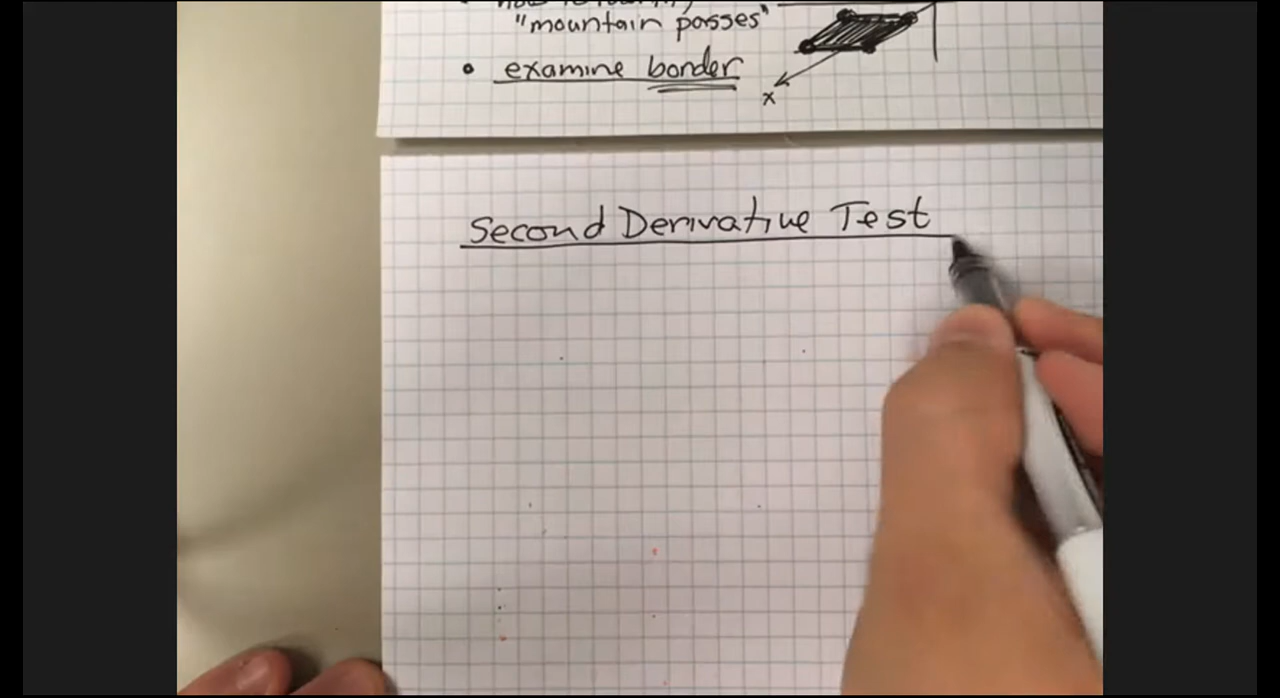 "mountain passes"
• examine border
x
Second Derivative Test